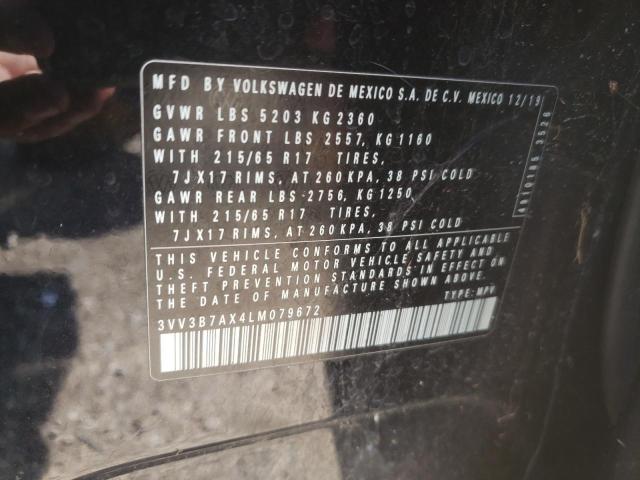 MFD BY VOLKSWAGEN DE MEXICO S.A. DE C.V. MEXICO 12/19
GVWR LBS 5203 KG 2360
GAWR FRONT LBS 2557, KG 1160
WITH 215/65 R17 TIRES,
7JX17 RIMS, AT 260 KPA, 38 PSI COLD
GAWR REAR LBS-2756, KG 1250
WITH 215/65 R17 TIRES,
7JX17 RIMS, AT 260 KPA, 38 PSI COLD
THIS VEHICLE CONFORMS TO ALL APPLICABLE
U.S. FEDERAL MOTOR VEHICLE SAFETY AND
THEFT PREVENTION STANDARDS IN EFFECT ON
THE DATE OF MANUFACTURE SHOWN ABOVE.
TYPE: MPV
3VV3B7AX4LM079672